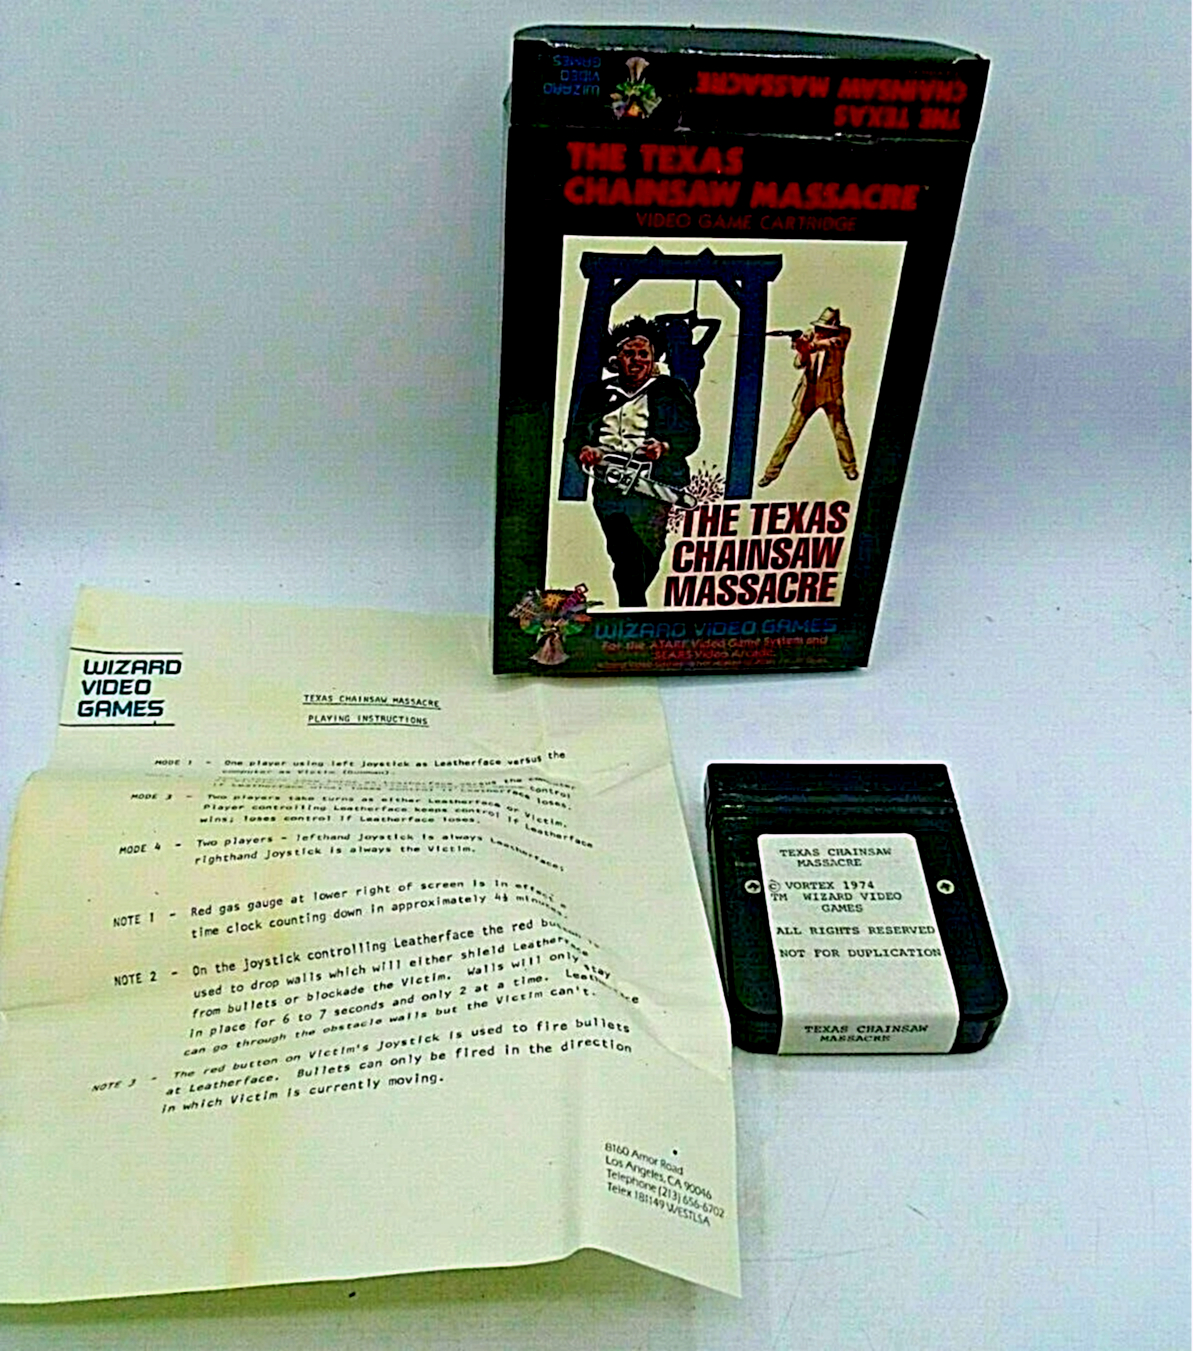 WIZARD
VIDEO
GAMES
THE TEXAS
CHAINSAW MASSACRE
THE TEXAS
CHAINSAW MASSACRE
VIDEO GAME CARTRIDGE
THE TEXAS
CHAINSAW
MASSACRE
WIZARD VIDEO GAMES
For the ATARI Video Game System and
SEARS Video Arcade.
WIZARD
VIDEO
GAMES
TEXAS CHAINSAW MASSACRE
PLAYING INSTRUCTIONS
MODE 1 - One player using left joystick as Leatherface versus the
computer as Victim (Gunman).
MODE 3 - Two players take turns as either Leatherface or Victim.
Player controlling Leatherface keeps control if Leatherface
wins; loses control if Leatherface loses.
MODE 4 - Two players - lefthand joystick is always Leatherface;
righthand joystick is always the Victim.
NOTE 1 - Red gas gauge at lower right of screen is in effect a
time clock counting down in approximately 4½ minutes.
NOTE 2 - On the joystick controlling Leatherface the red button is
used to drop walls which will either shield Leatherface
from bullets or blockade the Victim. Walls will only stay
in place for 6 to 7 seconds and only 2 at a time. Leatherface
can go through the obstacle walls but the Victim can't.
NOTE 3 - The red button on Victim's joystick is used to fire bullets
at Leatherface. Bullets can only be fired in the direction
in which Victim is currently moving.
8160 Amor Road
Los Angeles, CA 90046
Telephone (213) 656-6702
Telex 181149 WESTLSA
TEXAS CHAINSAW
MASSACRE
© VORTEX 1974
TM WIZARD VIDEO
GAMES
ALL RIGHTS RESERVED
NOT FOR DUPLICATION
TEXAS CHAINSAW
MASSACRE